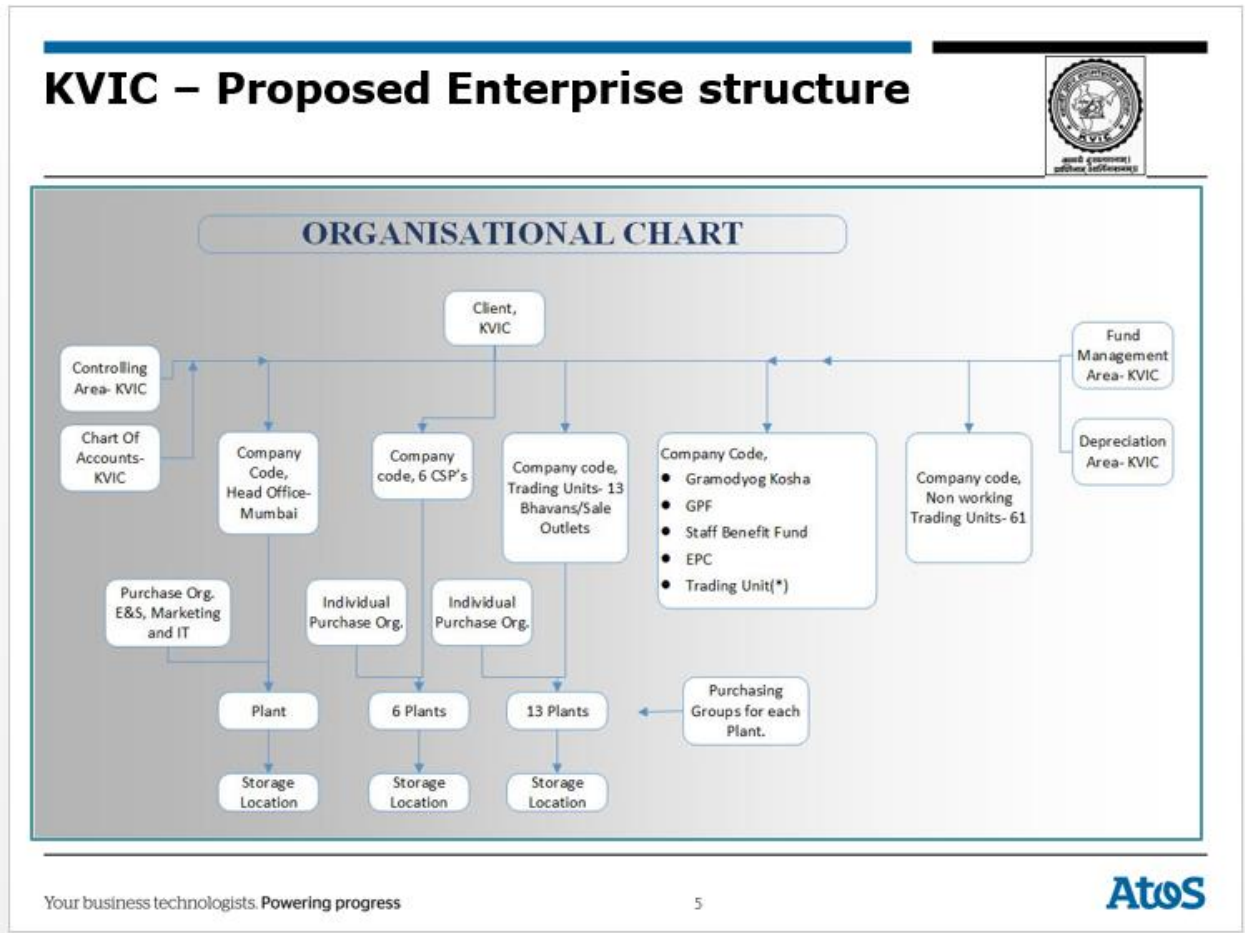 KVIC – Proposed Enterprise structure
KVIC
ORGANISATIONAL CHART
Client,
KVIC
Controlling
Area- KVIC
Chart Of
Accounts-
KVIC
Fund
Management
Area- KVIC
Depreciation
Area- KVIC
Company
Code,
Head Office-
Mumbai
Company
code, 6 CSP's
Company code,
Trading Units- 13
Bhavans/Sale
Outlets
Company Code,
● Gramodyog Kosha
● GPF
● Staff Benefit Fund
● EPC
● Trading Unit(*)
Company code,
Non working
Trading Units- 61
Purchase Org.
E&S, Marketing
and IT
Individual
Purchase Org.
Individual
Purchase Org.
Plant
6 Plants
13 Plants
Purchasing
Groups for each
Plant.
Storage
Location
Storage
Location
Storage
Location
Your business technologists. Powering progress
5
Atos